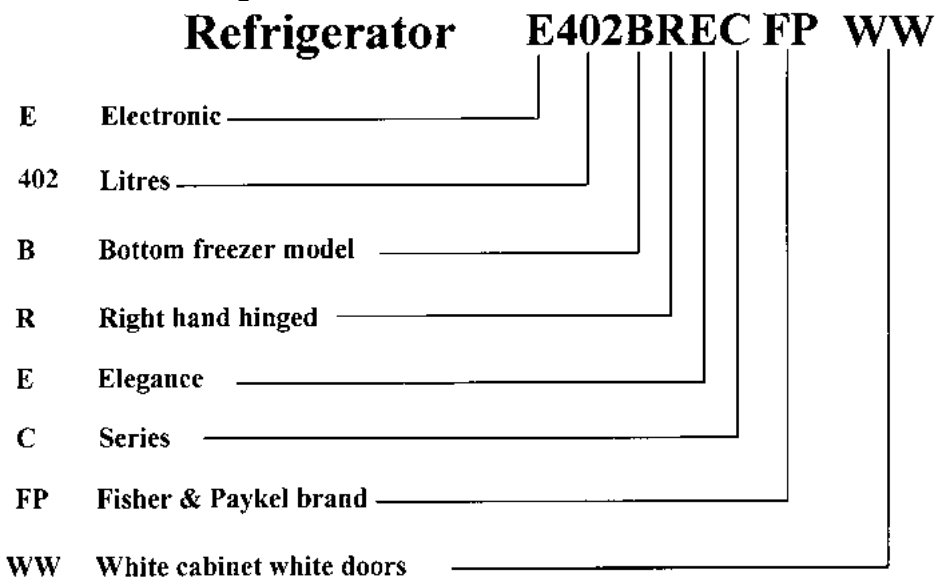 Refrigerator E402BREC FP WW
E Electronic
402 Litres
B Bottom freezer model
R Right hand hinged
E Elegance
C Series
FP Fisher & Paykel brand
WW White cabinet white doors